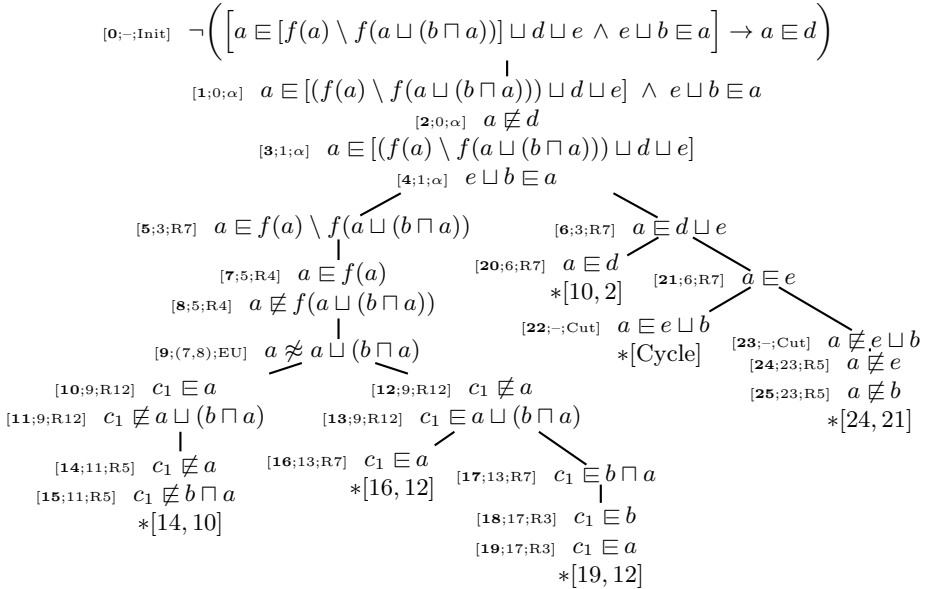 [0;–;Init] ¬([a ∈ [f(a) \ f(a ⊔ (b ⊓ a))] ⊔ d ⊔ e ∧ e ⊔ b ∈ a] → a ∈ d)
[1;0;α] a ∈ [(f(a) \ f(a ⊔ (b ⊓ a))) ⊔ d ⊔ e] ∧ e ⊔ b ∈ a
[2;0;α] a ∉ d
[3;1;α] a ∈ [(f(a) \ f(a ⊔ (b ⊓ a))) ⊔ d ⊔ e]
[4;1;α] e ⊔ b ∈ a
[5;3;R7] a ∈ f(a) \ f(a ⊔ (b ⊓ a))
[6;3;R7] a ∈ d ⊔ e
[7;5;R4] a ∈ f(a)
[8;5;R4] a ∉ f(a ⊔ (b ⊓ a))
[20;6;R7] a ∈ d
*[10, 2]
[21;6;R7] a ∈ e
[9;(7,8);EU] a ≉ a ⊔ (b ⊓ a)
[22;–;Cut] a ∈ e ⊔ b
*[Cycle]
[23;–;Cut] a ∉ e ⊔ b
[24;23;R5] a ∉ e
[25;23;R5] a ∉ b
*[24, 21]
[10;9;R12] c₁ ∈ a
[11;9;R12] c₁ ∉ a ⊔ (b ⊓ a)
[12;9;R12] c₁ ∉ a
[13;9;R12] c₁ ∈ a ⊔ (b ⊓ a)
[14;11;R5] c₁ ∉ a
[15;11;R5] c₁ ∉ b ⊓ a
*[14, 10]
[16;13;R7] c₁ ∈ a
*[16, 12]
[17;13;R7] c₁ ∈ b ⊓ a
[18;17;R3] c₁ ∈ b
[19;17;R3] c₁ ∈ a
*[19, 12]